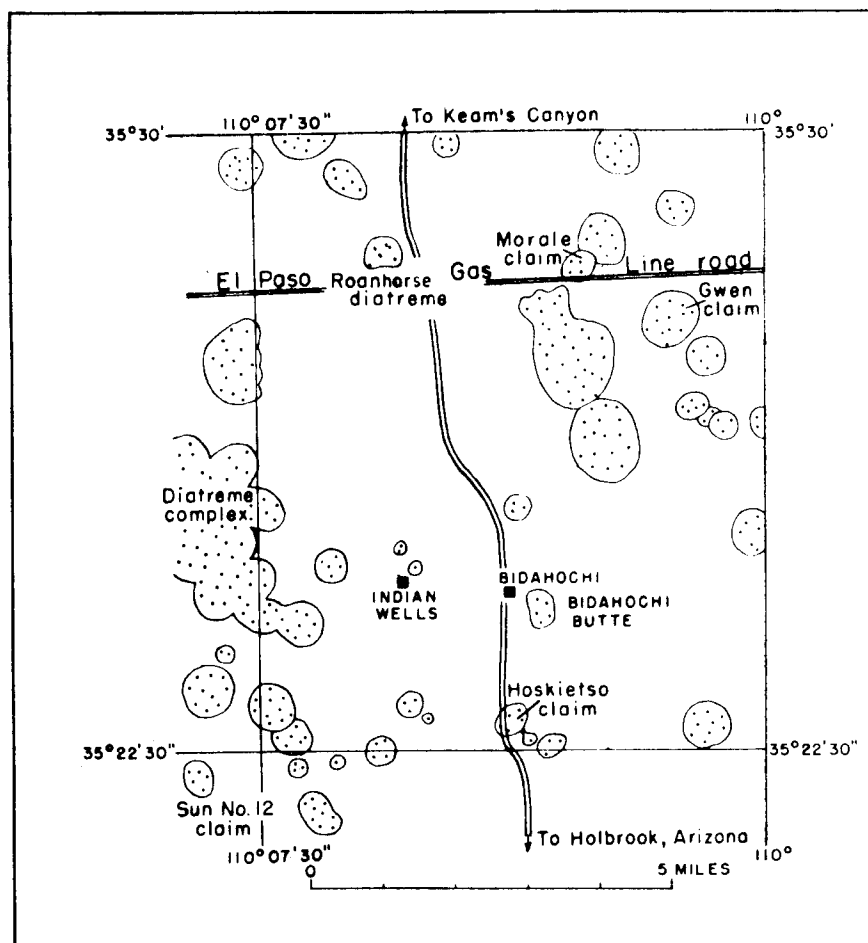 To Keam's Canyon
110° 07'30"
110°
35°30'
35°30'
Morale
claim
El Paso
Roanhorse
diatreme
Gas
Line road
Gwen
claim
Diatreme
complex.
INDIAN
WELLS
BIDAHOCHI
BIDAHOCHI
BUTTE
Hoskietso
claim
35°22'30"
35°22'30"
Sun No. 12
claim
To Holbrook, Arizona
110° 07'30"
110°
0
5 MILES